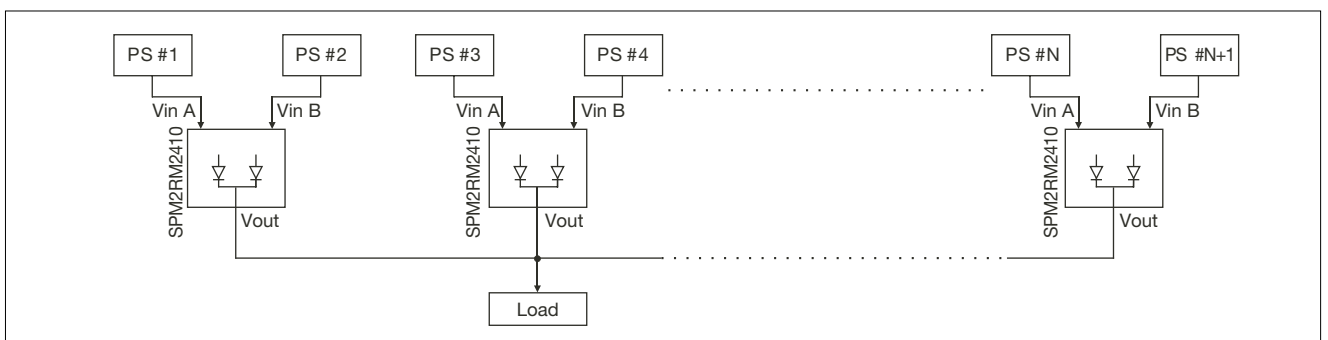 PS #1
PS #2
PS #3
PS #4
PS #N
PS #N+1
Vin A
Vin B
Vin A
Vin B
Vin A
Vin B
SPM2RM2410
SPM2RM2410
SPM2RM2410
Vout
Vout
Vout
Load